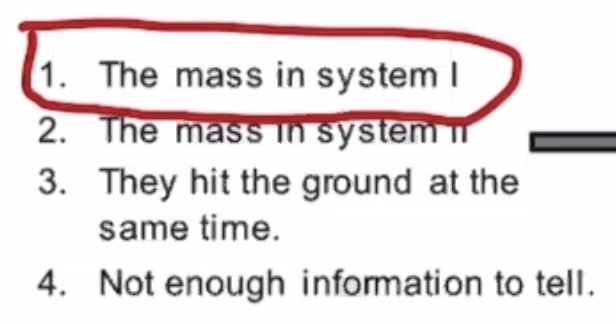 1. The mass in system I
2. The mass in system II
3. They hit the ground at the
same time.
4. Not enough information to tell.